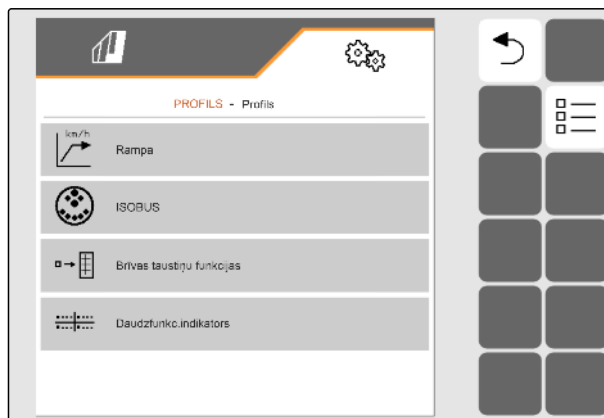 PROFILS - Profils
km/h
Rampa
ISOBUS
Brīvas taustiņu funkcijas
Daudzfunkc.indikators